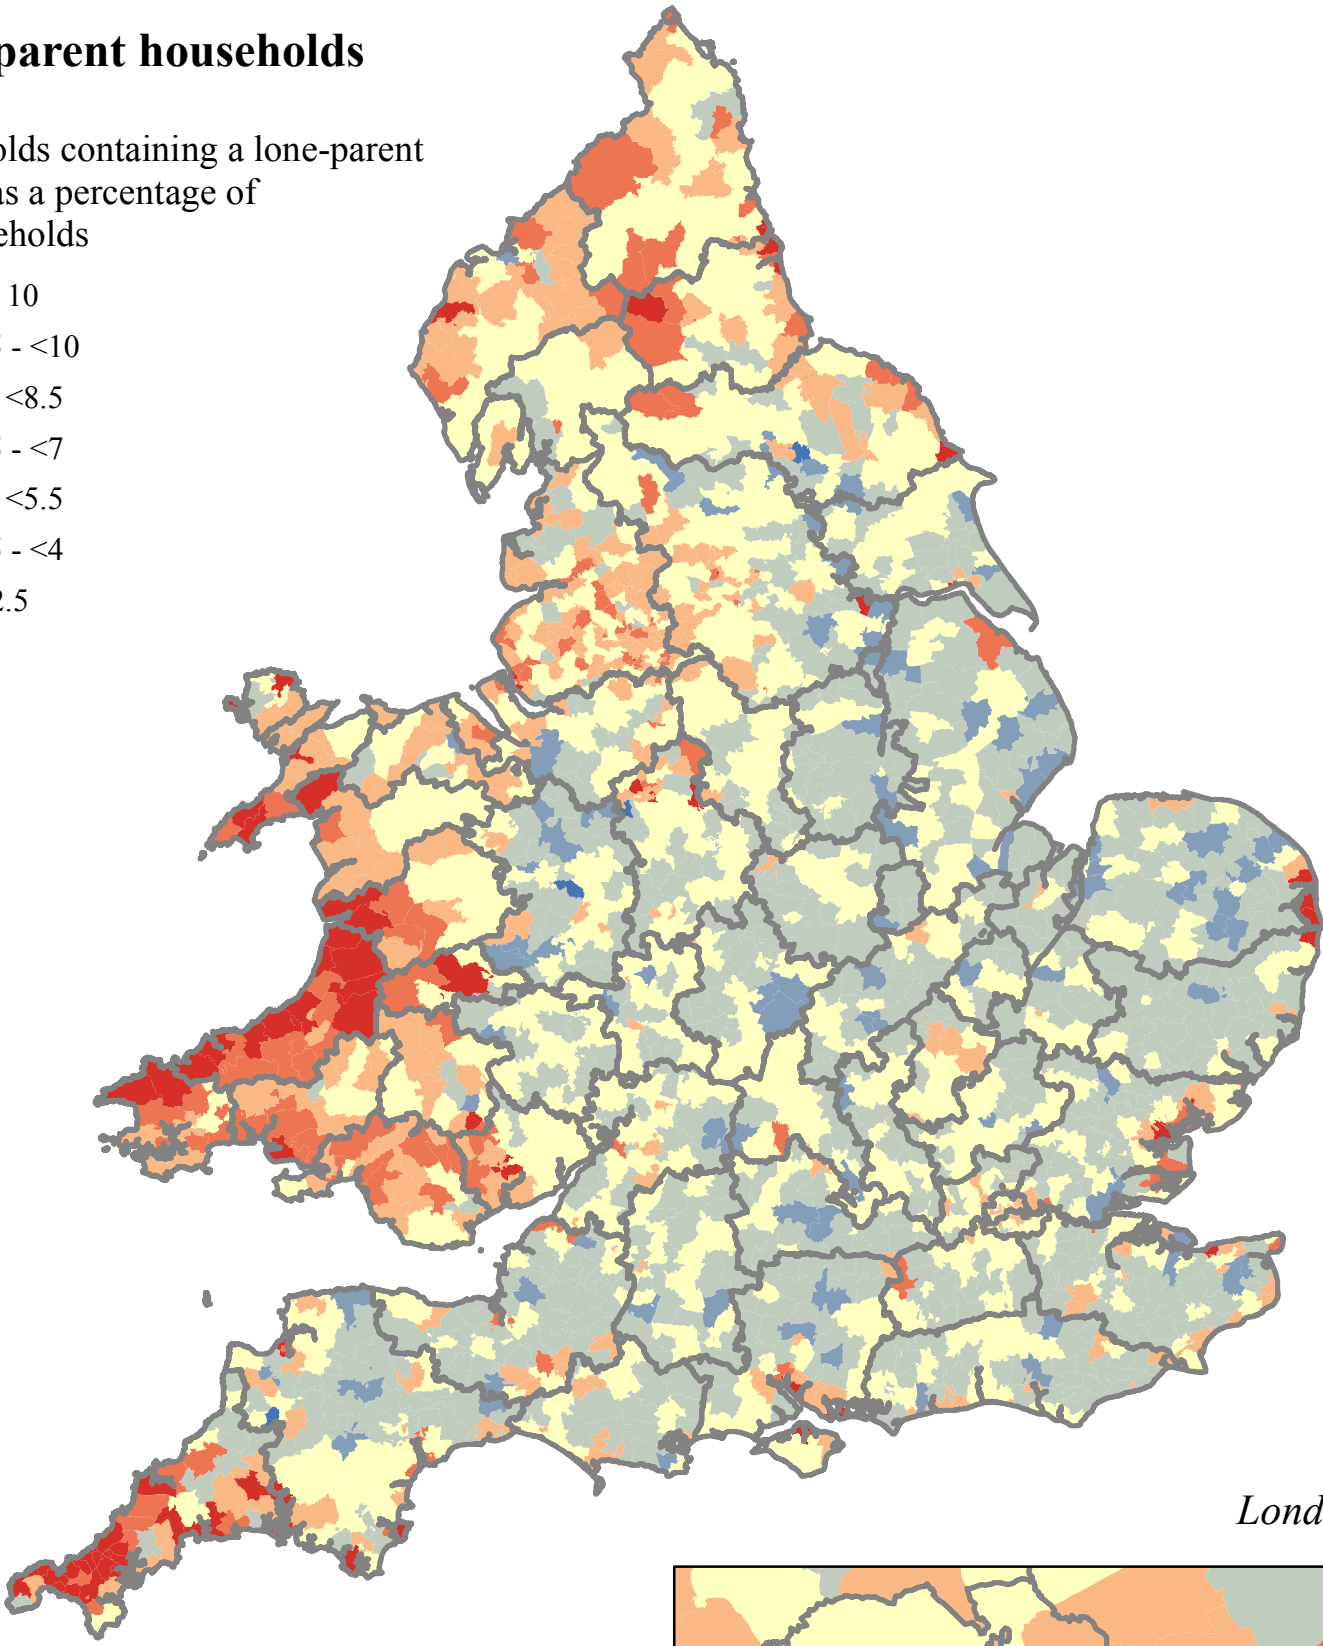 parent households
olds containing a lone-parent
as a percentage of
eholds
10
- <10
<8.5
- <7
<5.5
- <4
2.5
Lond